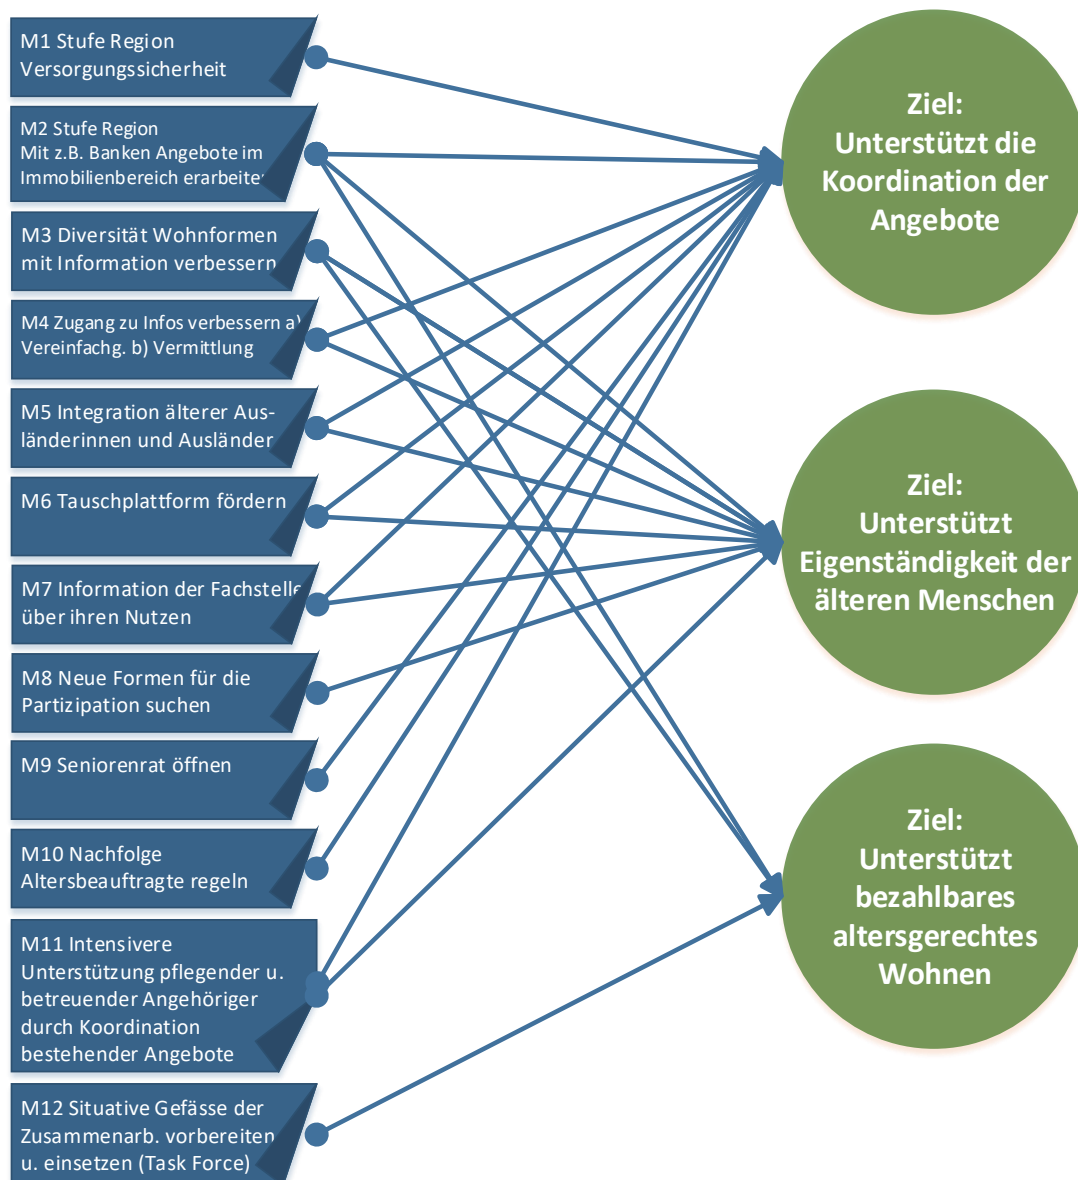 M1 Stufe Region
Versorgungssicherheit
M2 Stufe Region
Mit z.B. Banken Angebote im
Immobilienbereich erarbeiten
M3 Diversität Wohnformen
mit Information verbessern
M4 Zugang zu Infos verbessern a)
Vereinfachg. b) Vermittlung
M5 Integration älterer Aus-
länderinnen und Ausländer
M6 Tauschplattform fördern
M7 Information der Fachstelle
über ihren Nutzen
M8 Neue Formen für die
Partizipation suchen
M9 Seniorenrat öffnen
M10 Nachfolge
Altersbeauftragte regeln
M11 Intensivere
Unterstützung pflegender u.
betreuender Angehöriger
durch Koordination
bestehender Angebote
M12 Situative Gefässe der
Zusammenarb. vorbereiten
u. einsetzen (Task Force)
Ziel:
Unterstützt die
Koordination der
Angebote
Ziel:
Unterstützt
Eigenständigkeit der
älteren Menschen
Ziel:
Unterstützt
bezahlbares
altersgerechtes
Wohnen